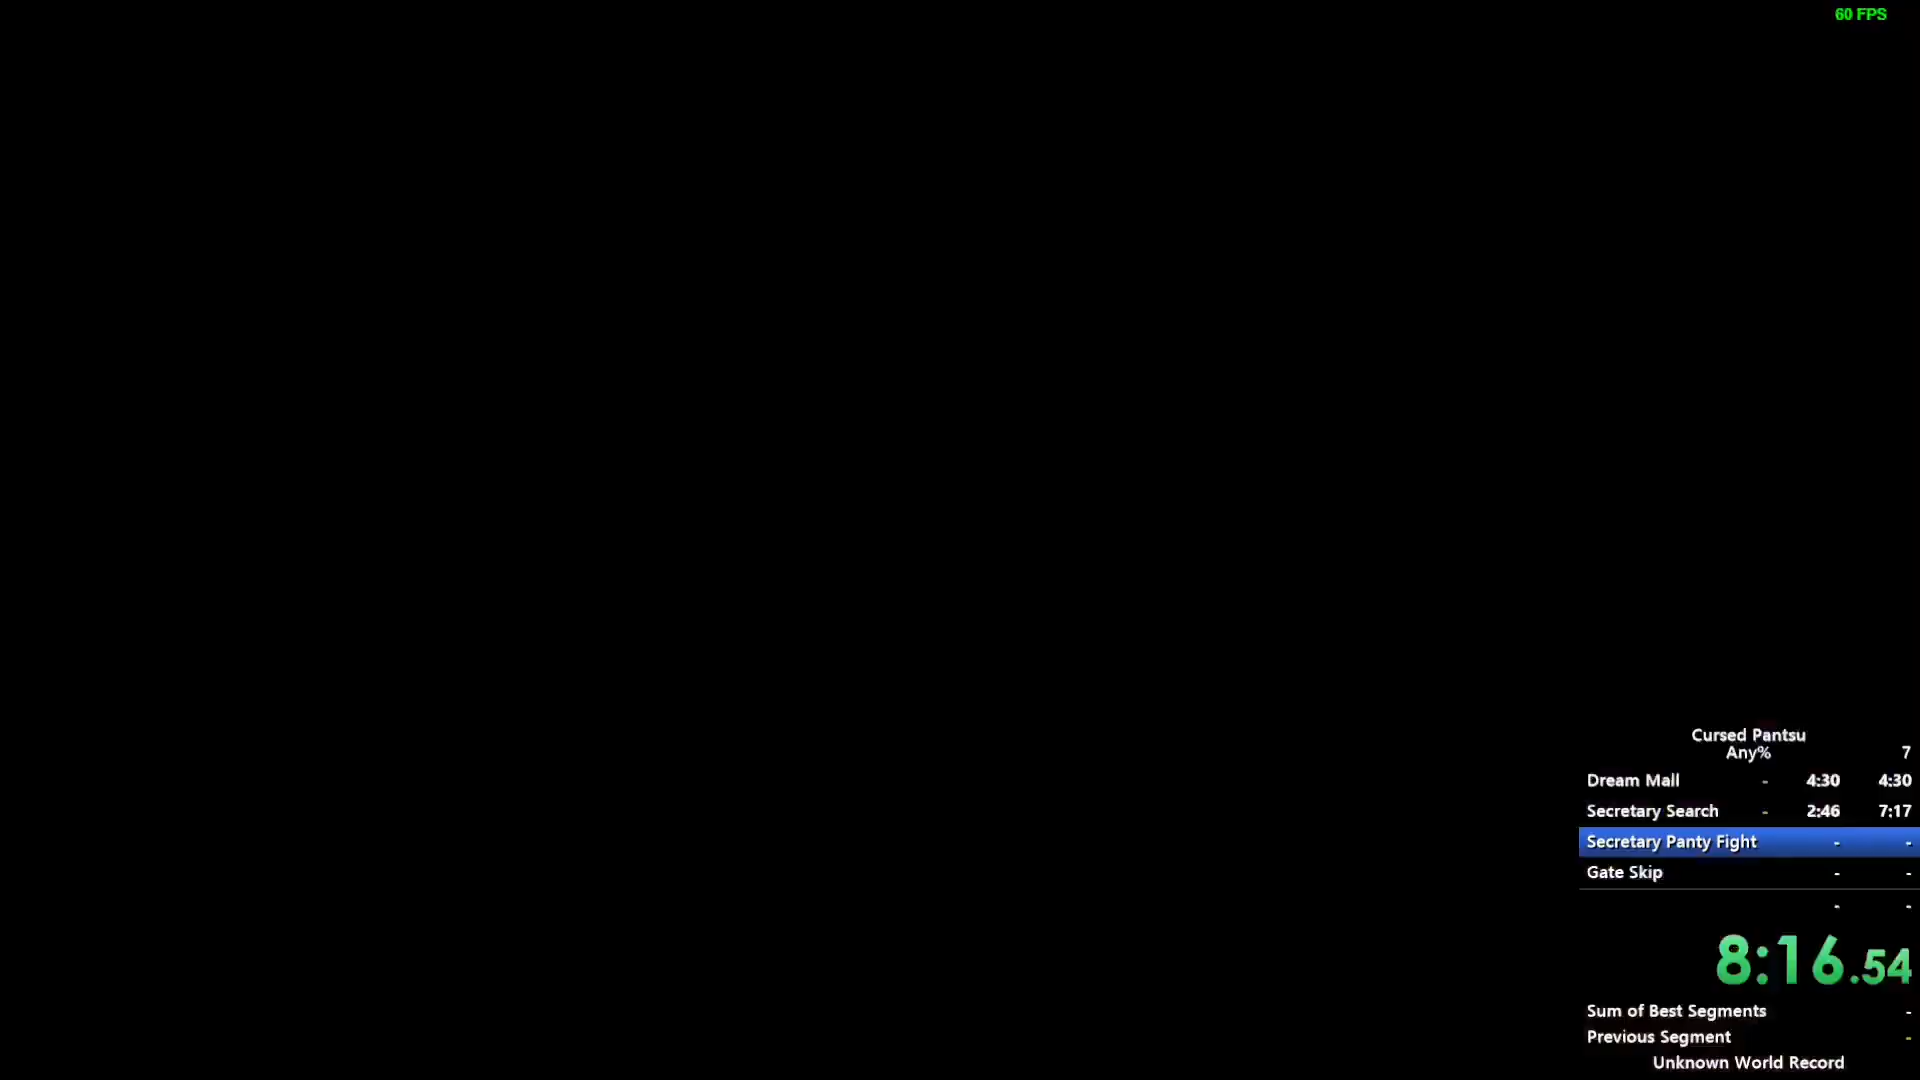 60 FPS
Cursed Pantsu
Any% 7
Dream Mall - 4:30 4:30
Secretary Search - 2:46 7:17
Secretary Panty Fight - -
Gate Skip - -
- -
8:16.54
Sum of Best Segments -
Previous Segment -
Unknown World Record